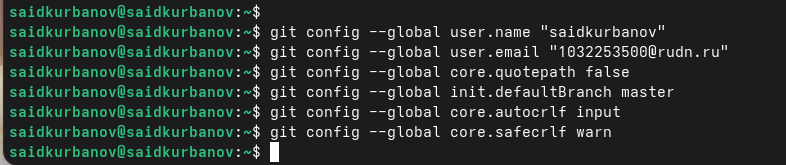 saidkurbanov@saidkurbanov:~$
saidkurbanov@saidkurbanov:~$ git config --global user.name "saidkurbanov"
saidkurbanov@saidkurbanov:~$ git config --global user.email "1032253500@rudn.ru"
saidkurbanov@saidkurbanov:~$ git config --global core.quotepath false
saidkurbanov@saidkurbanov:~$ git config --global init.defaultBranch master
saidkurbanov@saidkurbanov:~$ git config --global core.autocrlf input
saidkurbanov@saidkurbanov:~$ git config --global core.safecrlf warn
saidkurbanov@saidkurbanov:~$